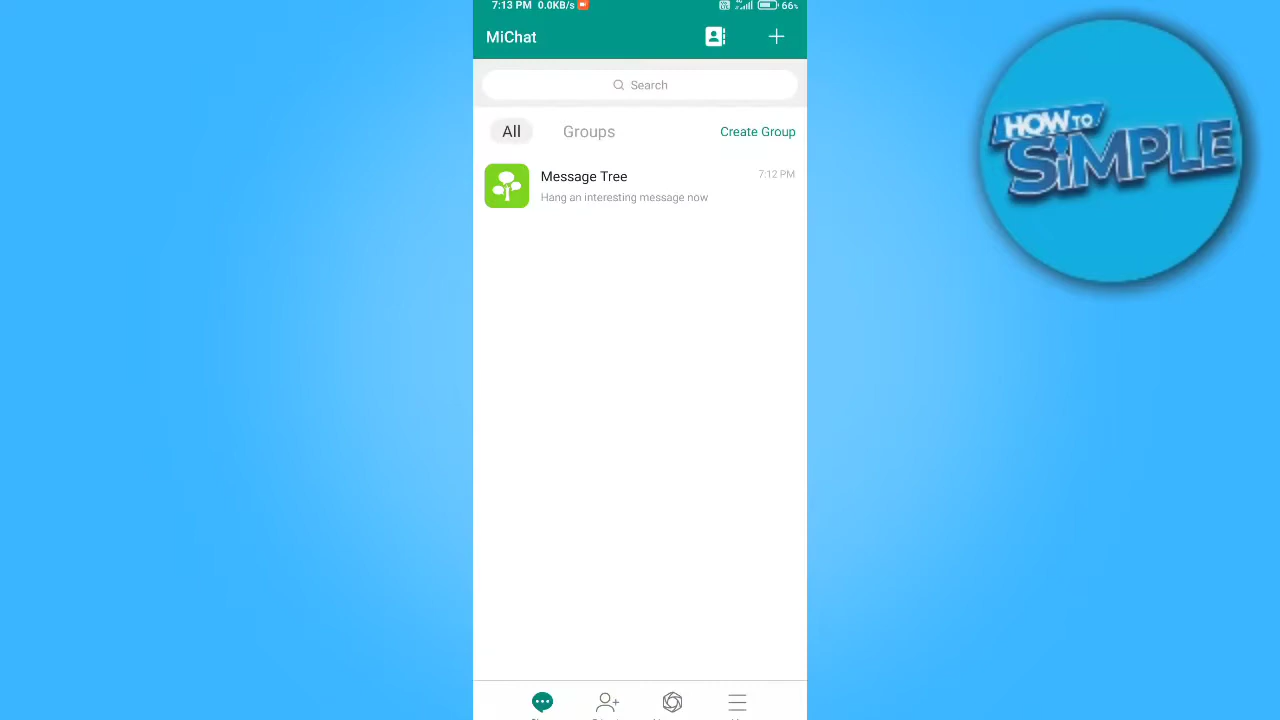 7:13 PM 0.0KB/s 66%
MiChat
Search
All Groups Create Group
Message Tree 7:12 PM
Hang an interesting message now
HOW TO
SiMPLE